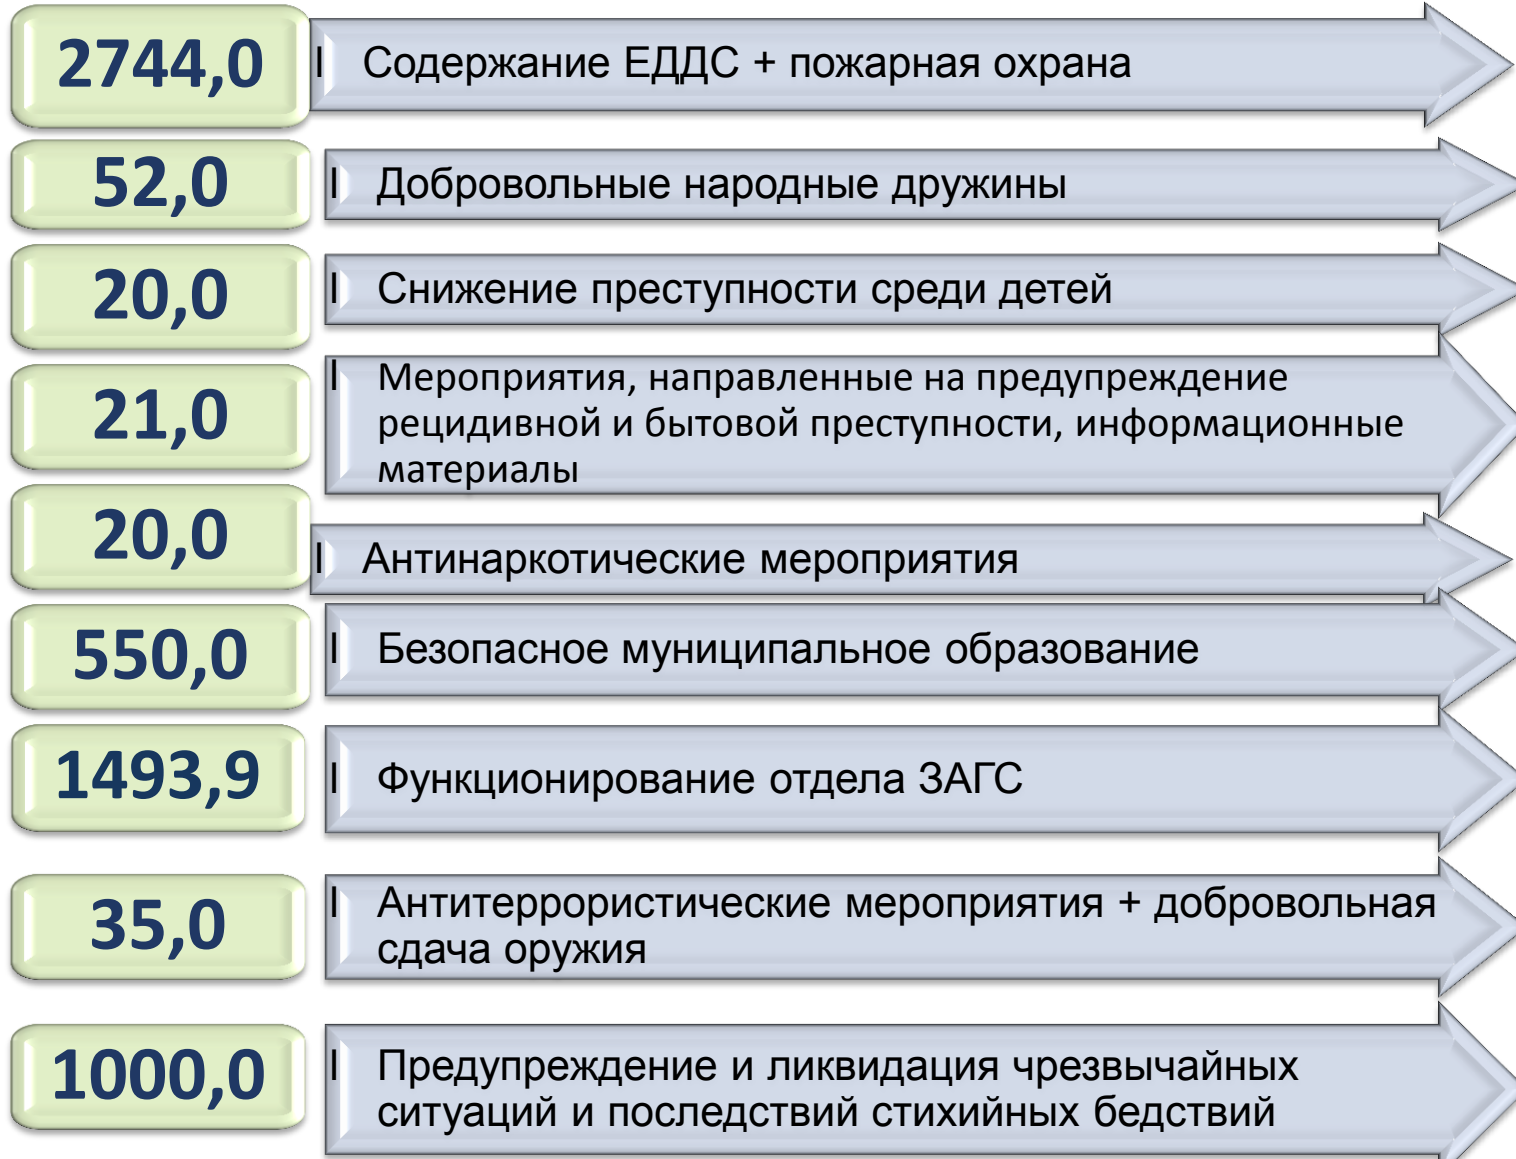 2744,0
Содержание ЕДДС + пожарная охрана
52,0
Добровольные народные дружины
20,0
Снижение преступности среди детей
21,0
Мероприятия, направленные на предупреждение
рецидивной и бытовой преступности, информационные
материалы
20,0
Антинаркотические мероприятия
550,0
Безопасное муниципальное образование
1493,9
Функционирование отдела ЗАГС
35,0
Антитеррористические мероприятия + добровольная
сдача оружия
1000,0
Предупреждение и ликвидация чрезвычайных
ситуаций и последствий стихийных бедствий